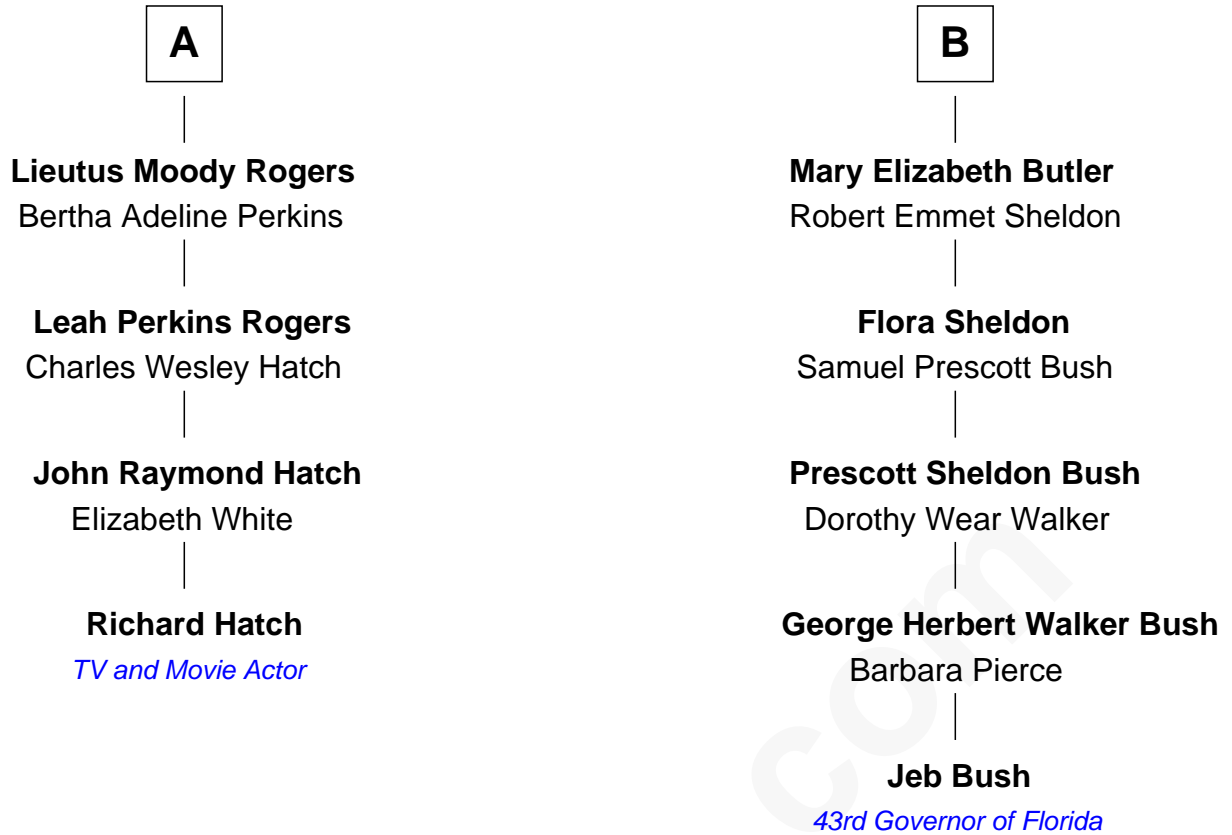 A
Lieutus Moody Rogers
Bertha Adeline Perkins
Leah Perkins Rogers
Charles Wesley Hatch
John Raymond Hatch
Elizabeth White
Richard Hatch
TV and Movie Actor
B
Mary Elizabeth Butler
Robert Emmet Sheldon
Flora Sheldon
Samuel Prescott Bush
Prescott Sheldon Bush
Dorothy Wear Walker
George Herbert Walker Bush
Barbara Pierce
Jeb Bush
43rd Governor of Florida
com